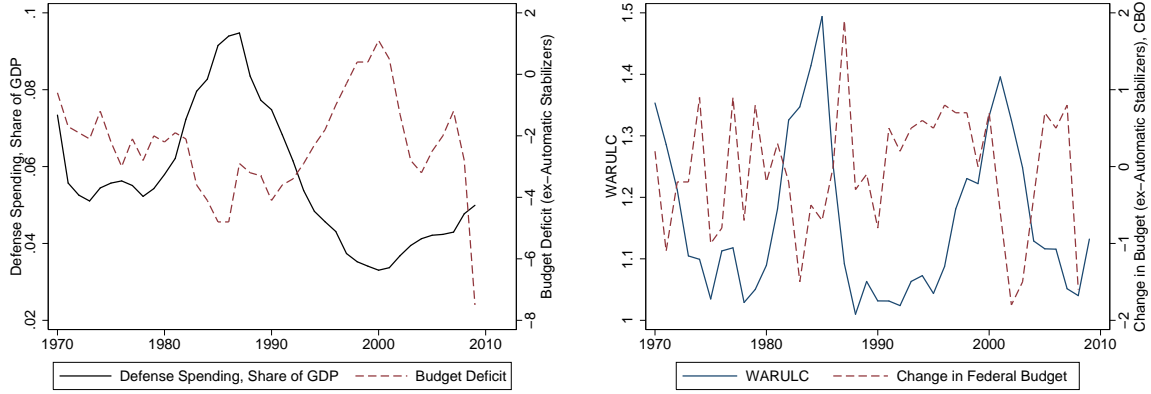 Defense Spending, Share of GDP
.02 .04 .06 .08 .1
Budget Deficit (ex−Automatic Stabilizers)
−8 −6 −4 −2 0 2
1970 1980 1990 2000 2010
Defense Spending, Share of GDP Budget Deficit
WARULC
1 1.1 1.2 1.3 1.4 1.5
Change in Budget (ex−Automatic Stabilizers), CBO
−2 −1 0 1 2
1970 1980 1990 2000 2010
WARULC Change in Federal Budget